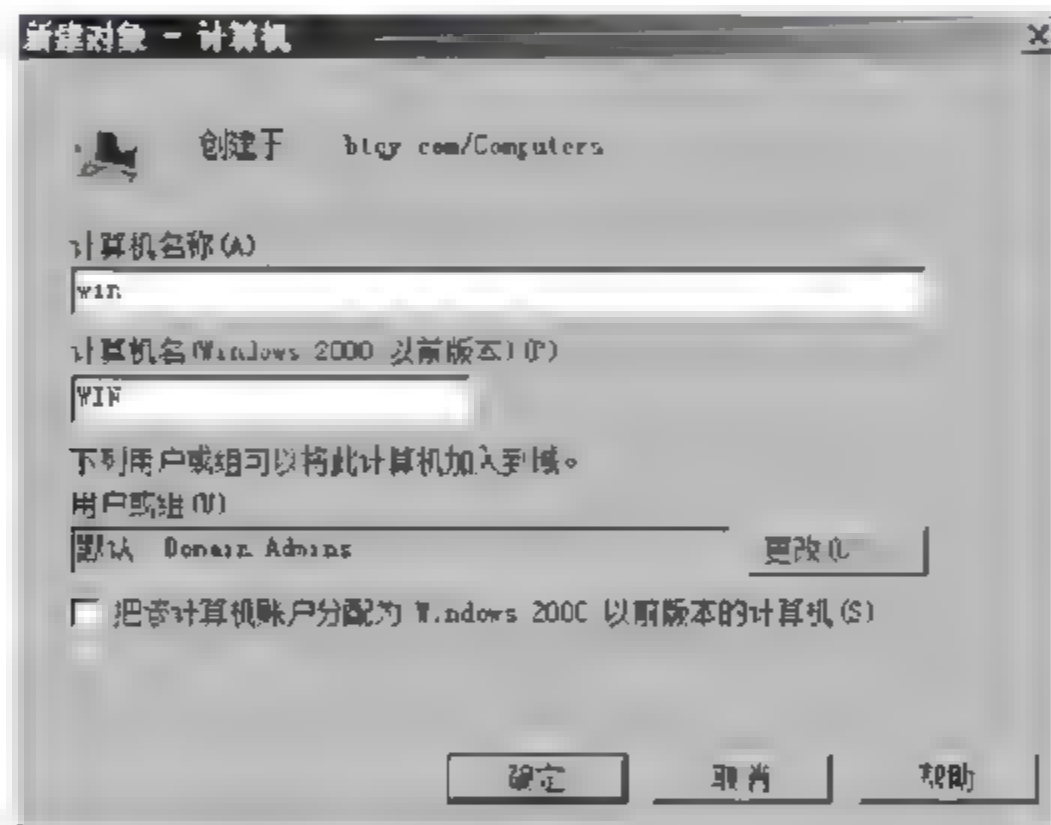 新建对象 - 计算机
创建于 btqy com/Computers
计算机名称(A)
win
计算机名(Windows 2000 以前版本)(P)
WIN
下列用户或组可以将此计算机加入到域。
用户或组(U)
默认 Domain Admins
更改(C
把该计算机账户分配为 Windows 2000 以前版本的计算机(S)
确定 取消 帮助